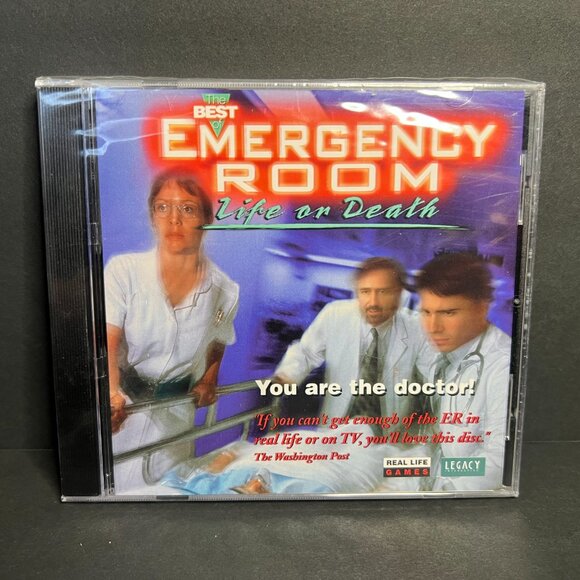 The
BEST
of
EMERGENCY
ROOM
Life or Death
You are the doctor!
"If you can't get enough of the ER in
real life or on TV, you'll love this disc."
The Washington Post
REAL LIFE
GAMES
LEGACY